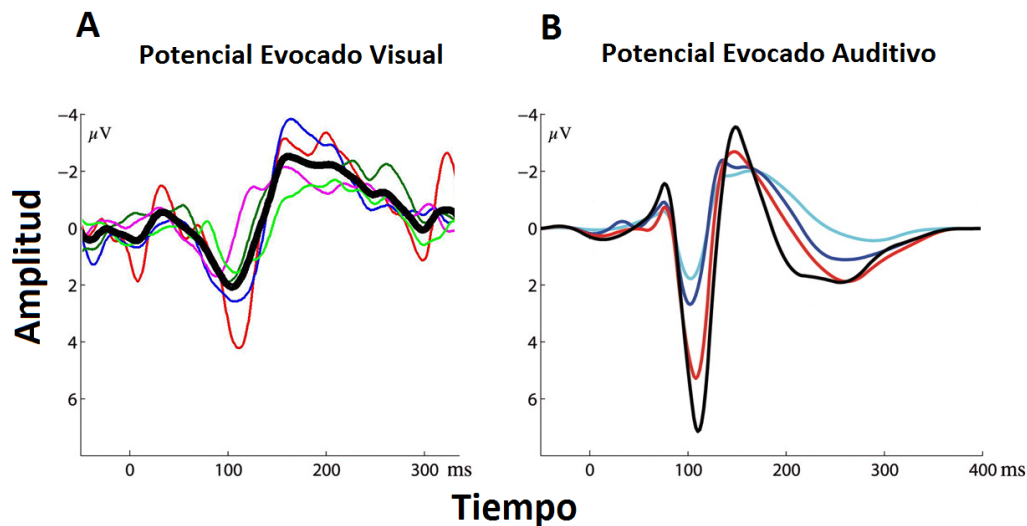 A
Potencial Evocado Visual
B
Potencial Evocado Auditivo
Amplitud
−4
μV
−2
0
2
4
6
0
100
200
300 ms
−4
μV
−2
0
2
4
6
0
100
200
300
400 ms
Tiempo